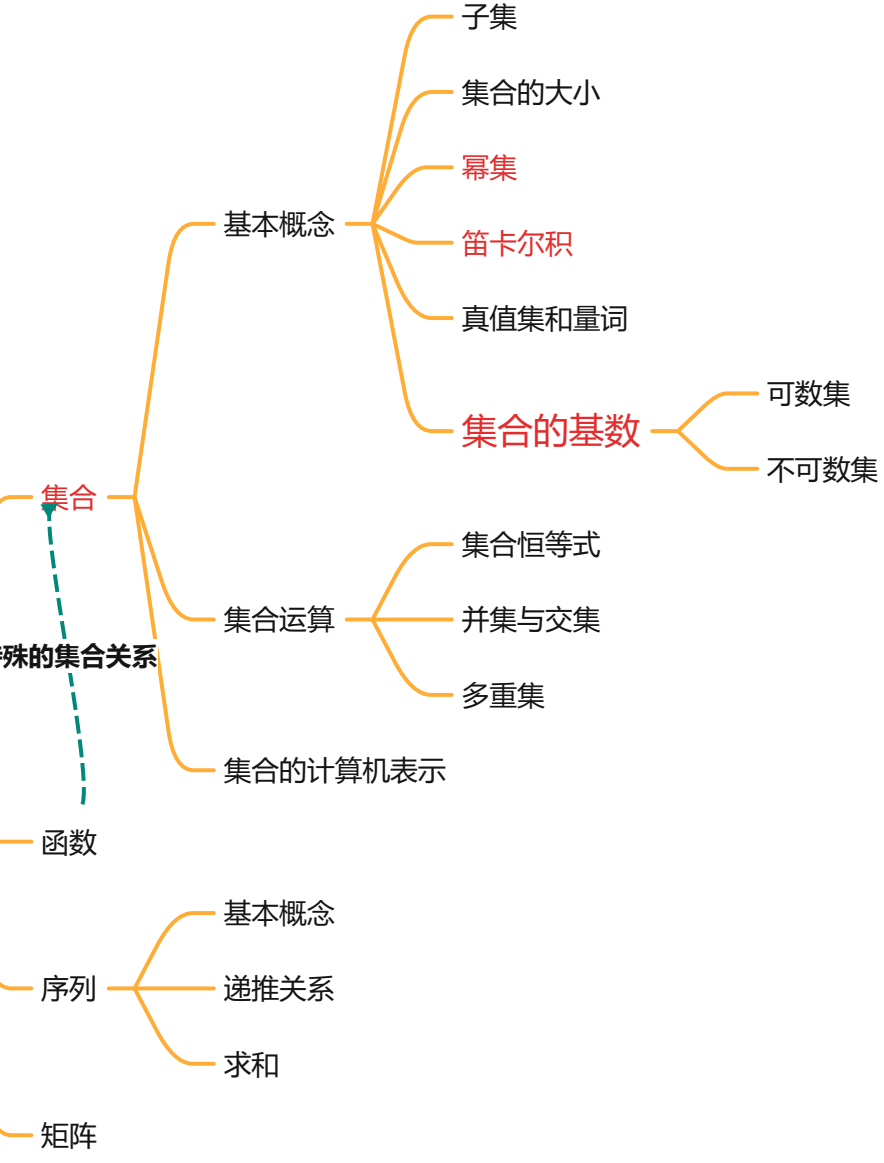 子集
集合的大小
幂集
基本概念
笛卡尔积
真值集和量词
可数集
集合的基数
不可数集
集合
集合恒等式
集合运算
并集与交集
殊的集合关系
多重集
集合的计算机表示
函数
基本概念
序列
递推关系
求和
矩阵